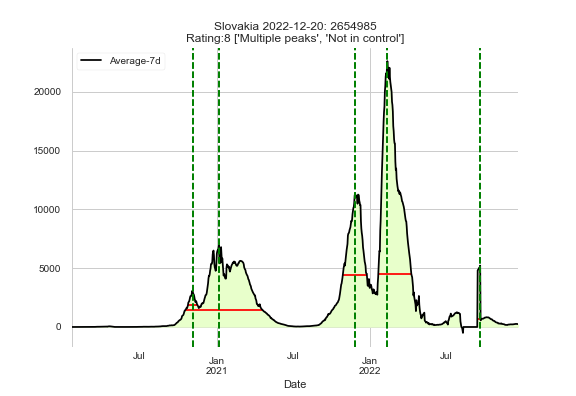 Slovakia 2022-12-20: 2654985
Rating:8 ['Multiple peaks', 'Not in control']
Average-7d
20000
15000
10000
5000
0
Jul
Jan
2021
Jul
Jan
2022
Jul
Date